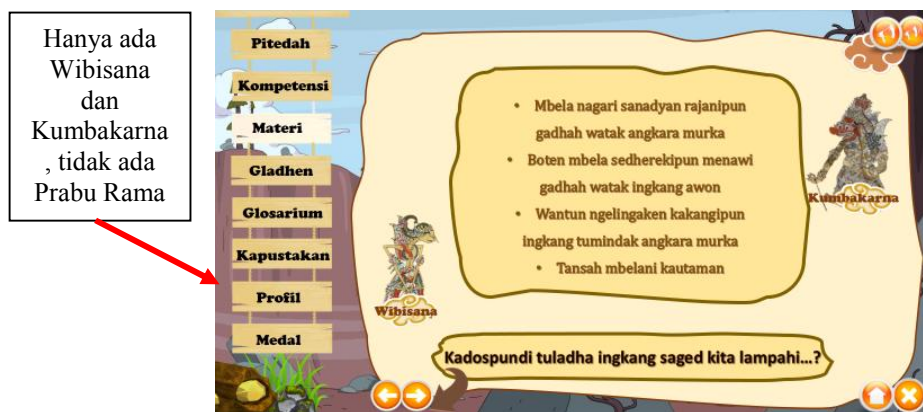 Hanya ada
Wibisana
dan
Kumbakarna
, tidak ada
Prabu Rama
Pitedah
Kompetensi
Materi
Gladhen
Glosarium
Kapustakan
Profil
Medal
• Mbela nagari sanadyan rajanipun
gadhah watak angkara murka
• Boten mbela sedherekipun menawi
gadhah watak ingkang awon
• Wantun ngelingaken kakangipun
ingkang tumindak angkara murka
• Tansah mbelani kautaman
Kumbakarna
Wibisana
Kadospundi tuladha ingkang saged kita lampahi...?